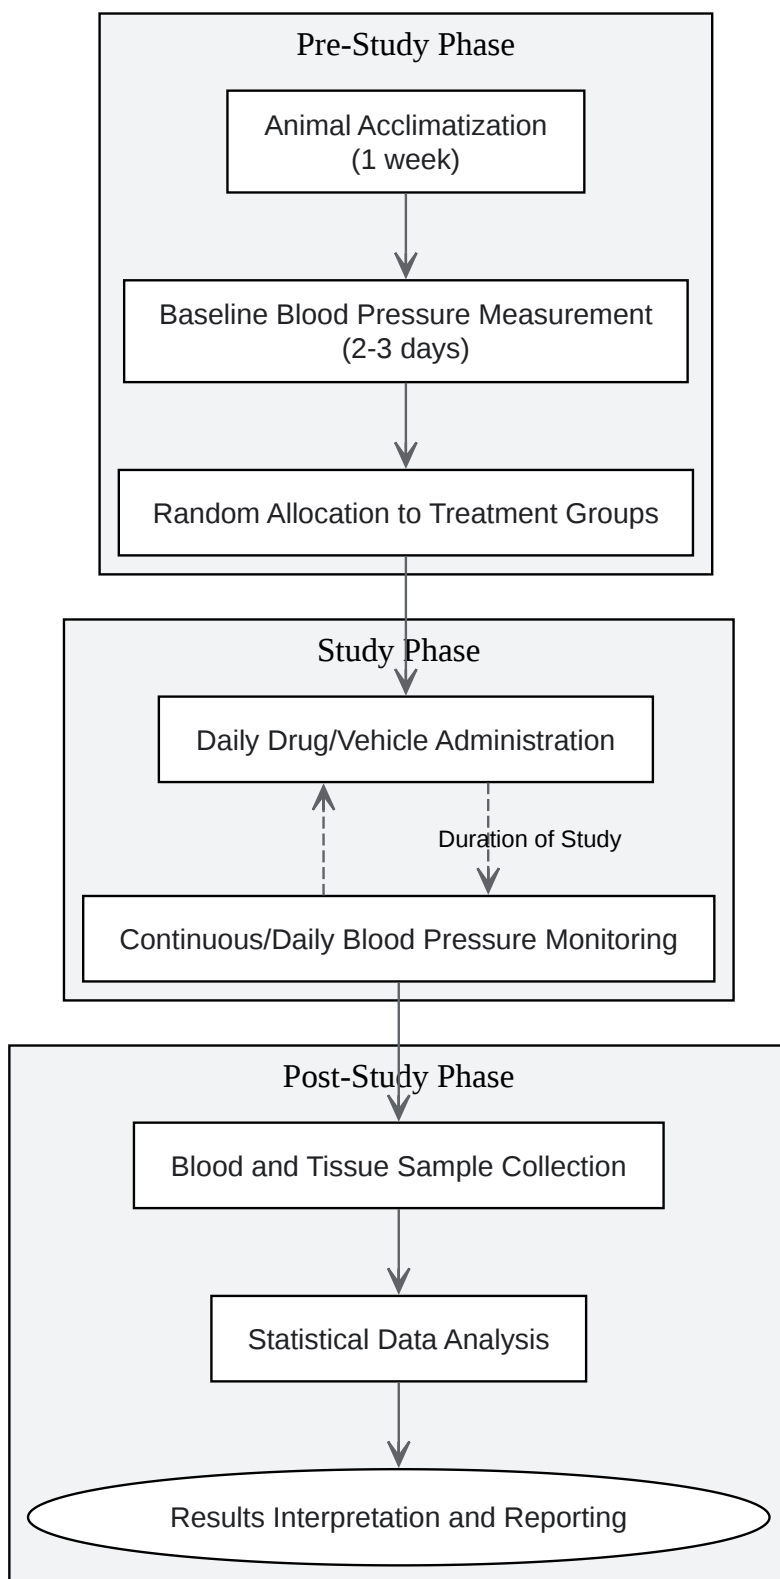 Pre-Study Phase
Animal Acclimatization
(1 week)
Baseline Blood Pressure Measurement
(2-3 days)
Random Allocation to Treatment Groups
Study Phase
Daily Drug/Vehicle Administration
Duration of Study
Continuous/Daily Blood Pressure Monitoring
Post-Study Phase
Blood and Tissue Sample Collection
Statistical Data Analysis
Results Interpretation and Reporting